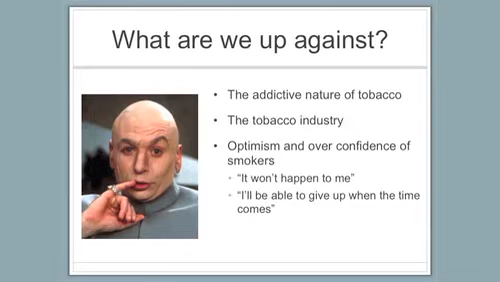 What are we up against?
• The addictive nature of tobacco
• The tobacco industry
• Optimism and over confidence of
smokers
◦ “It won’t happen to me”
◦ “I’ll be able to give up when the time
comes”